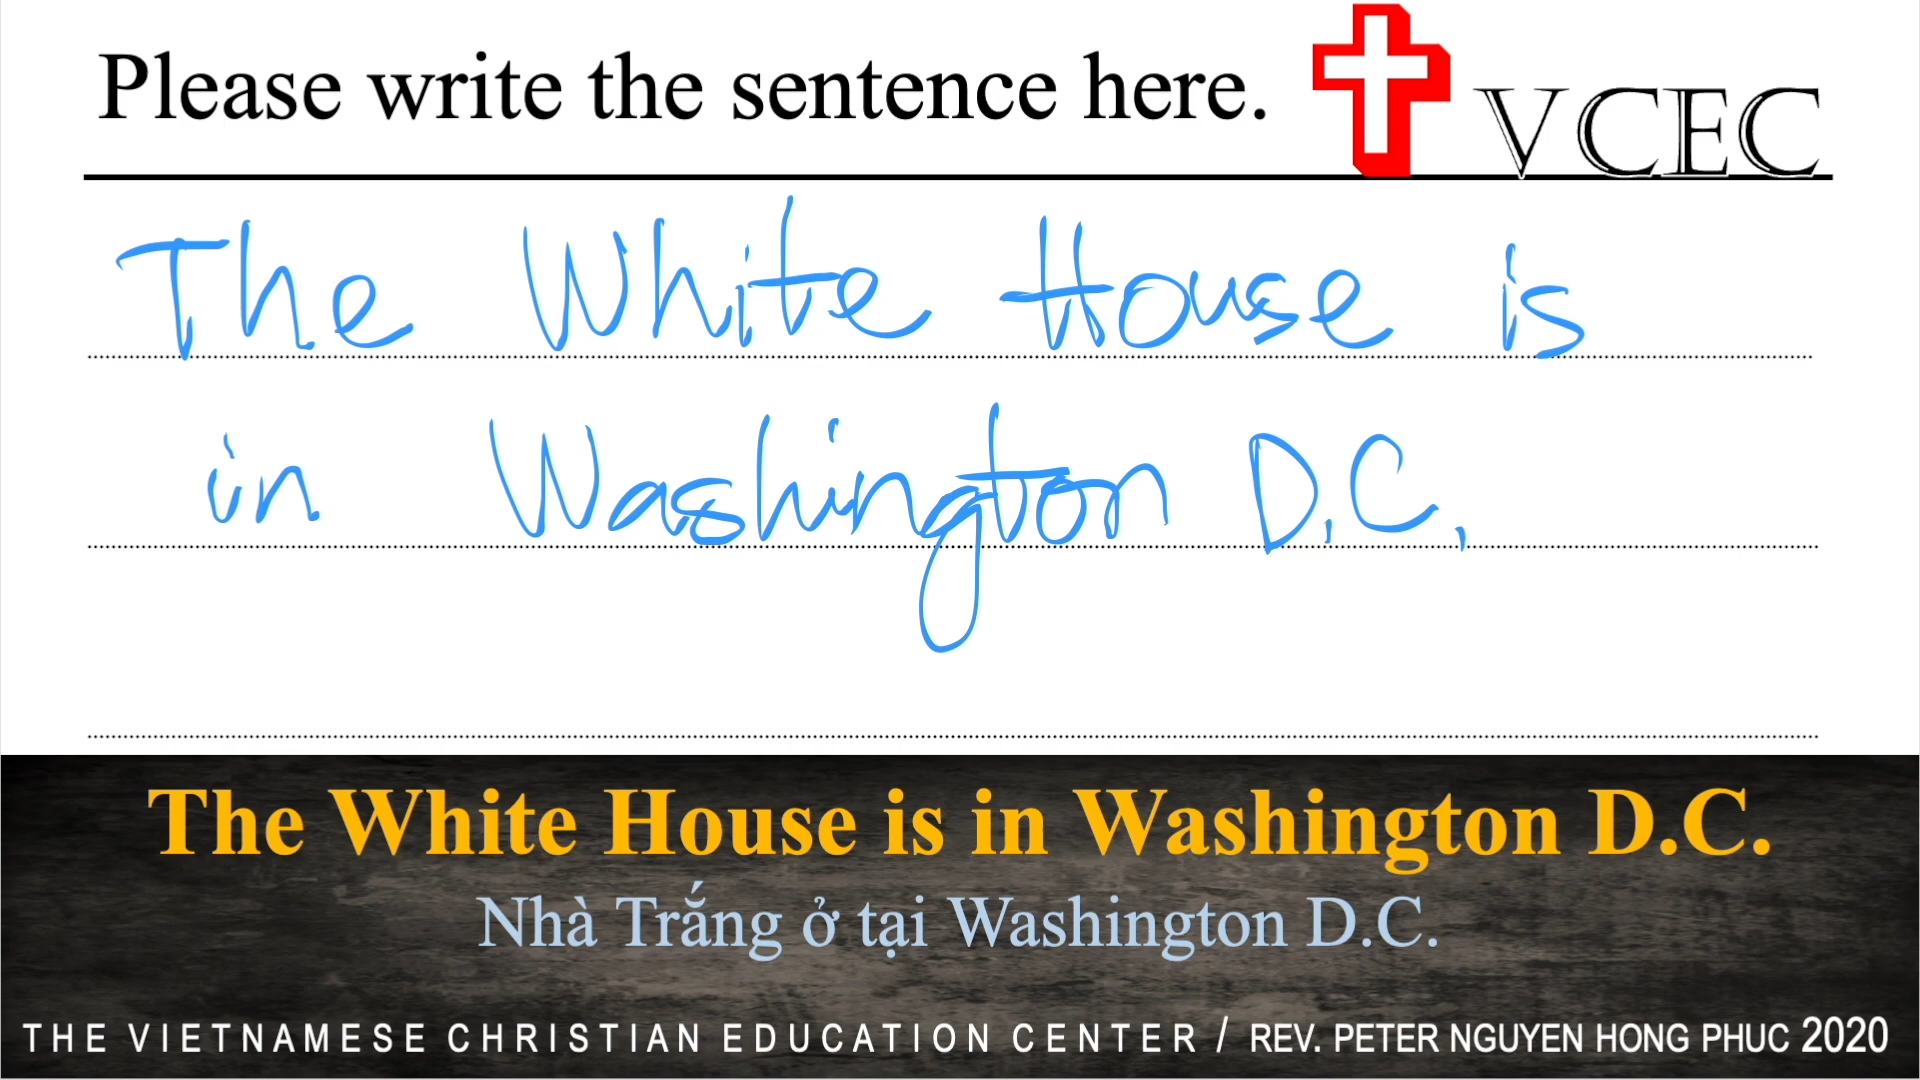 Please write the sentence here.
VCEC
The White House is
in Washington D.C.
The White House is in Washington D.C.
Nhà Trắng ở tại Washington D.C.
THE VIETNAMESE CHRISTIAN EDUCATION CENTER / REV. PETER NGUYEN HONG PHUC 2020